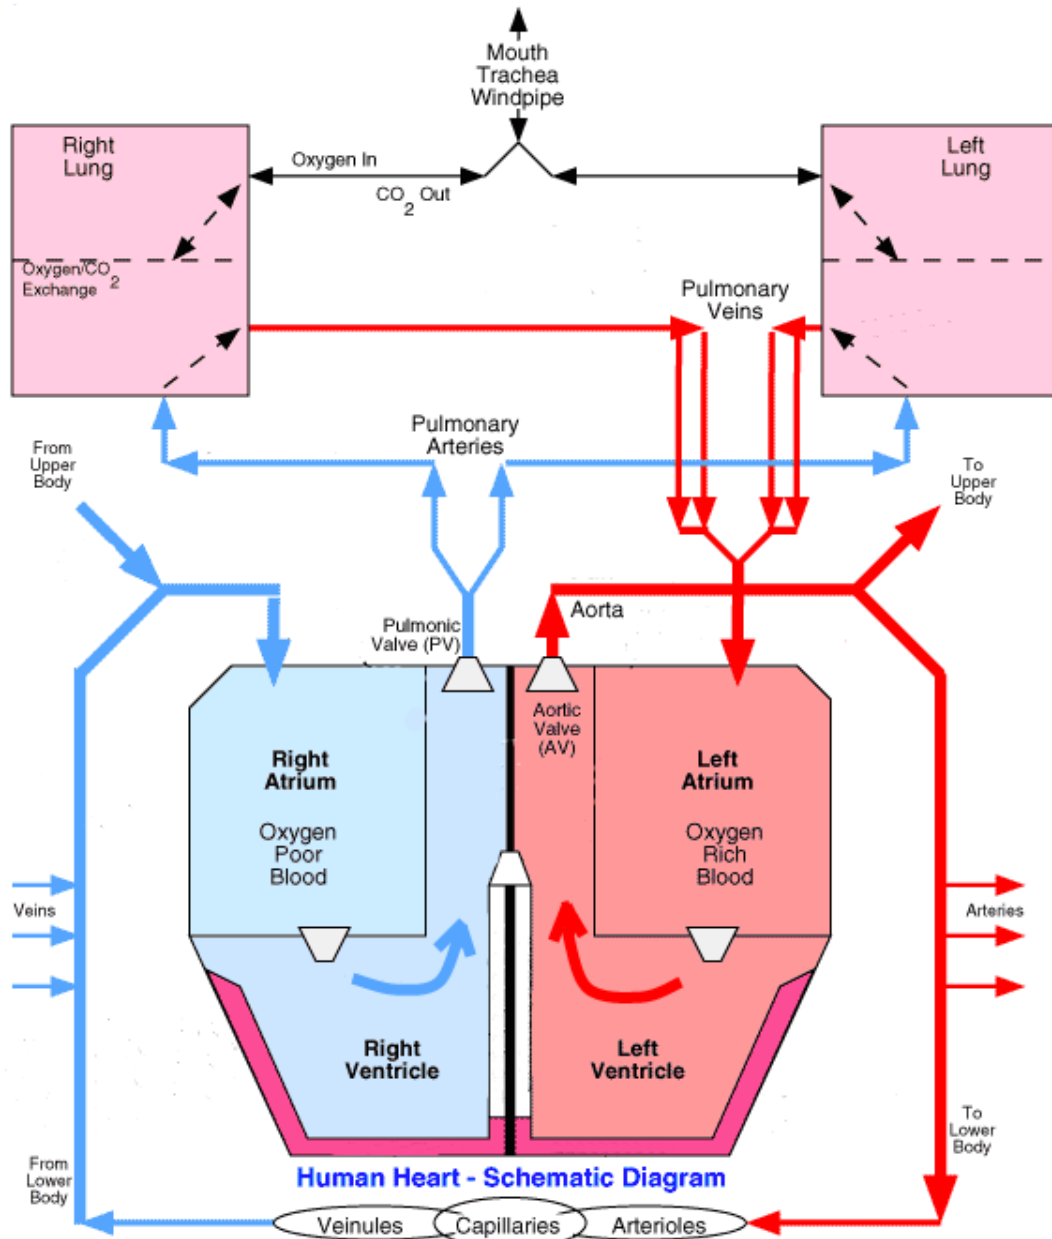 Mouth
Trachea
Windpipe
Right
Lung
Left
Lung
Oxygen In
CO2 Out
Oxygen/CO2
Exchange
Pulmonary
Veins
Pulmonary
Arteries
From
Upper
Body
To
Upper
Body
Pulmonic
Valve (PV)
Aorta
Aortic
Valve
(AV)
Right
Atrium
Oxygen
Poor
Blood
Left
Atrium
Oxygen
Rich
Blood
Veins
Arteries
Right
Ventricle
Left
Ventricle
From
Lower
Body
To
Lower
Body
Human Heart - Schematic Diagram
Veinules
Capillaries
Arterioles